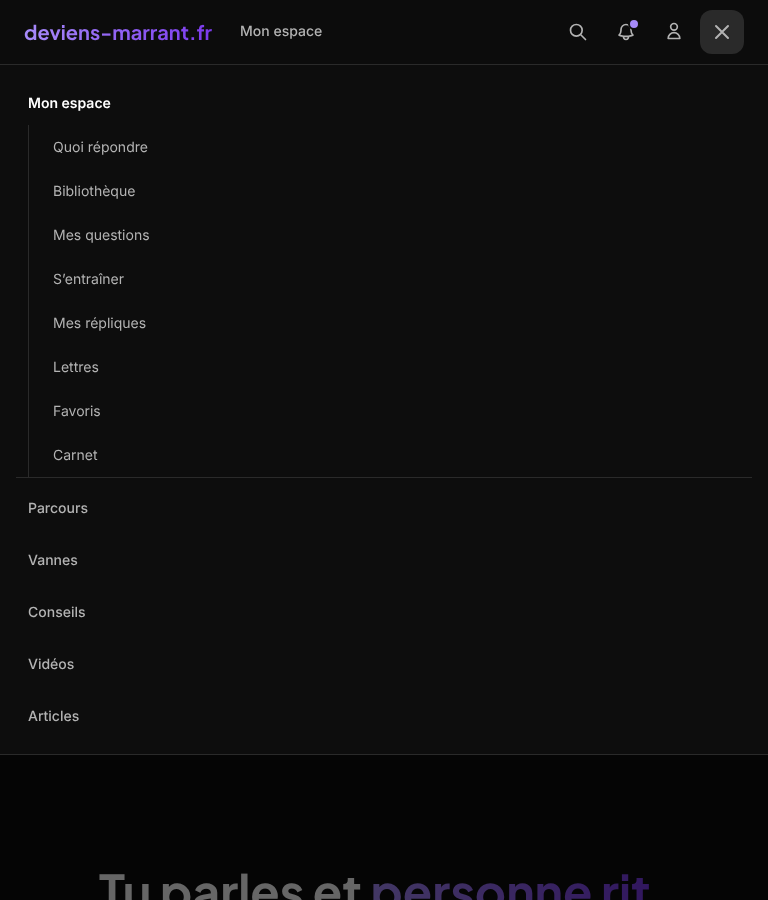 deviens-marrant.fr
Mon espace
Mon espace
Quoi répondre
Bibliothèque
Mes questions
S’entraîner
Mes répliques
Lettres
Favoris
Carnet
Parcours
Vannes
Conseils
Vidéos
Articles
Tu parles et personne rit